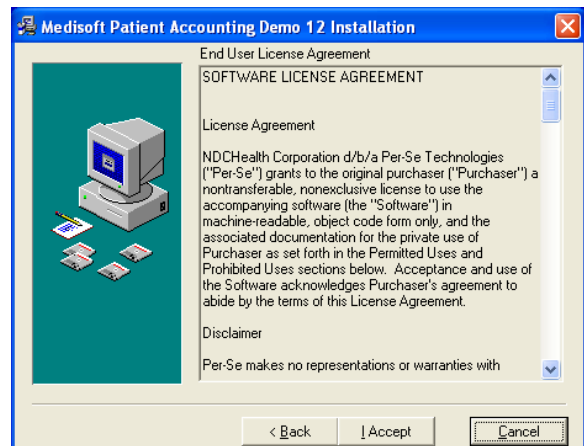 Medisoft Patient Accounting Demo 12 Installation
End User License Agreement
SOFTWARE LICENSE AGREEMENT
License Agreement
NDCHealth Corporation d/b/a Per-Se Technologies
("Per-Se") grants to the original purchaser ("Purchaser") a
nontransferable, nonexclusive license to use the
accompanying software (the "Software") in
machine-readable, object code form only, and the
associated documentation for the private use of
Purchaser as set forth in the Permitted Uses and
Prohibited Uses sections below.  Acceptance and use of
the Software acknowledges Purchaser's agreement to
abide by the terms of this License Agreement.
Disclaimer
Per-Se makes no representations or warranties with
< Back
I Accept
Cancel